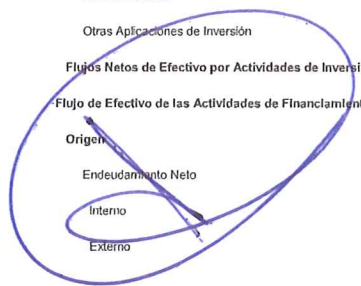 Otras Aplicaciones de Inversión
Flujos Netos de Efectivo por Actividades de Inversi
Flujo de Efectivo de las Actividades de Financiamient
Origen
Endeudamiento Neto
Interno
Externo